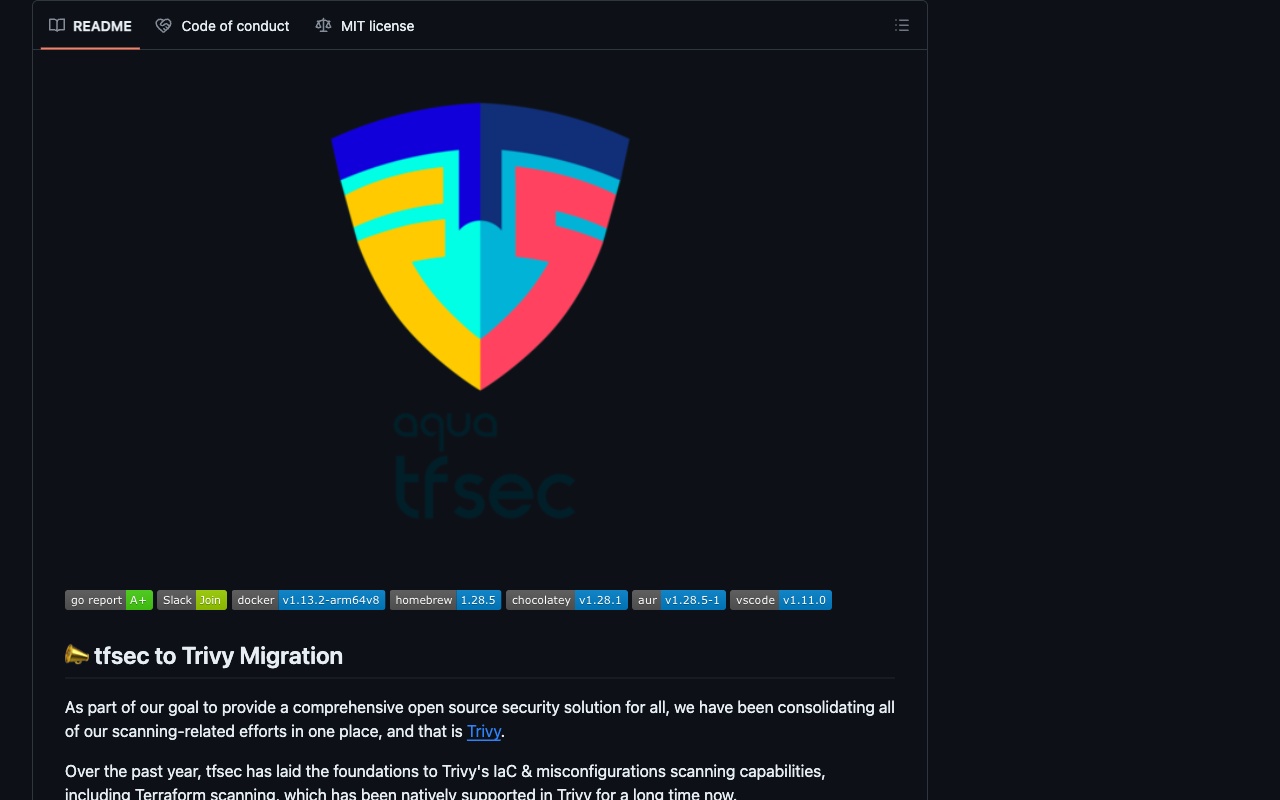 README Code of conduct MIT license
aqua
tfsec
go report A+ Slack Join docker v1.13.2-arm64v8 homebrew 1.28.5 chocolatey v1.28.1 aur v1.28.5-1 vscode v1.11.0
tfsec to Trivy Migration
As part of our goal to provide a comprehensive open source security solution for all, we have been consolidating all
of our scanning-related efforts in one place, and that is Trivy.
Over the past year, tfsec has laid the foundations to Trivy's IaC & misconfigurations scanning capabilities,
including Terraform scanning, which has been natively supported in Trivy for a long time now.